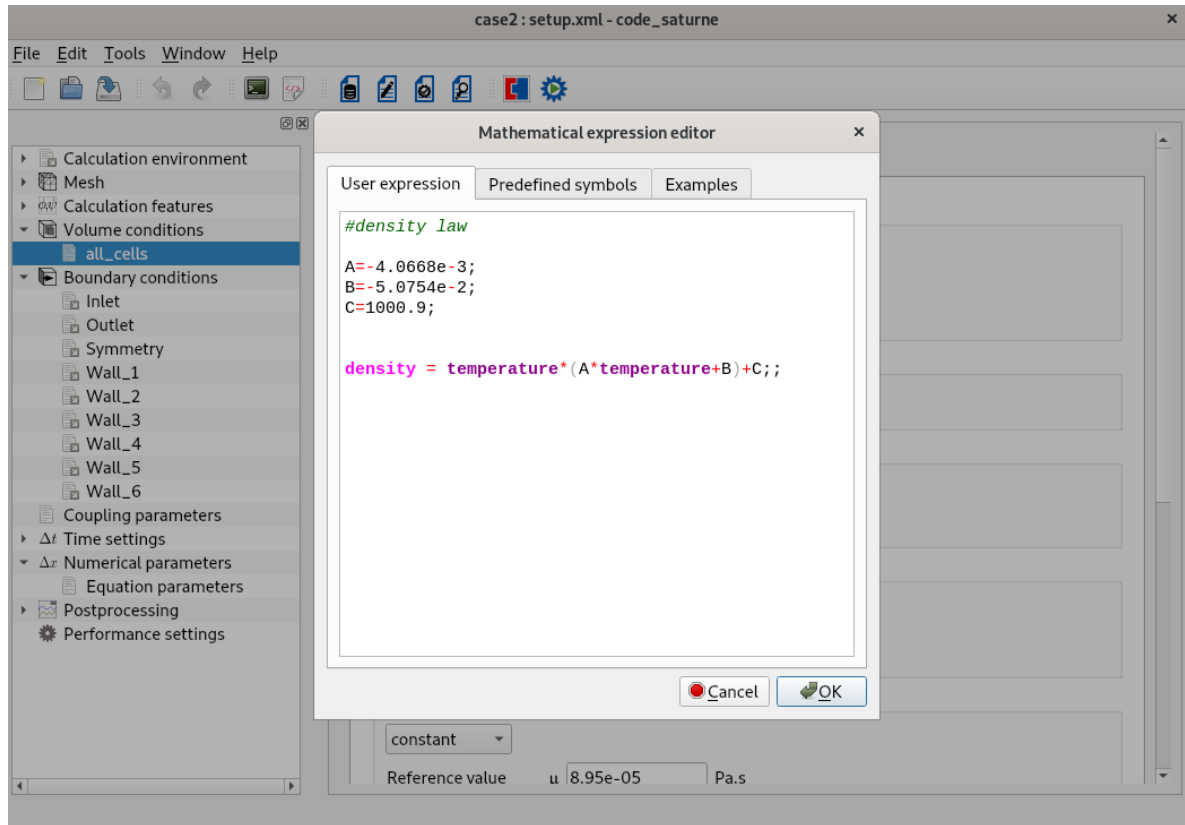 case2 : setup.xml - code_saturne ×
File Edit Tools Window Help
Calculation environment
Mesh
Calculation features
Volume conditions
all_cells
Boundary conditions
Inlet
Outlet
Symmetry
Wall_1
Wall_2
Wall_3
Wall_4
Wall_5
Wall_6
Coupling parameters
Δt Time settings
Δx Numerical parameters
Equation parameters
Postprocessing
Performance settings
Mathematical expression editor ×
User expression Predefined symbols Examples
#density law
A=-4.0668e-3;
B=-5.0754e-2;
C=1000.9;
density = temperature*(A*temperature+B)+C;;
Cancel OK
constant
Reference value μ 8.95e-05 Pa.s